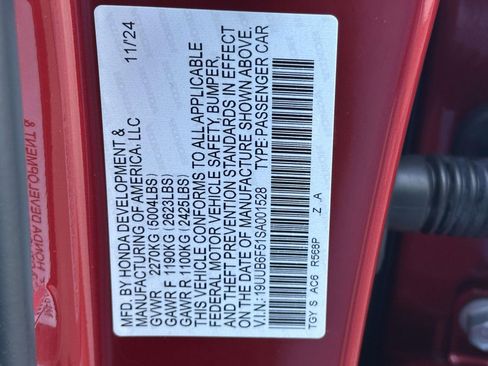 MFD. BY HONDA DEVELOPMENT &
MANUFACTURING OF AMERICA, LLC 11/24
GVWR 2270KG (5004LBS)
GAWR F 1190KG (2623LBS)
GAWR R 1100KG (2425LBS)
THIS VEHICLE CONFORMS TO ALL APPLICABLE
FEDERAL MOTOR VEHICLE SAFETY, BUMPER,
AND THEFT PREVENTION STANDARDS IN EFFECT
ON THE DATE OF MANUFACTURE SHOWN ABOVE.
V.I.N.: 19UUB6F51SA001528 TYPE-PASSENGER CAR
TGY S AC6 R568P Z A